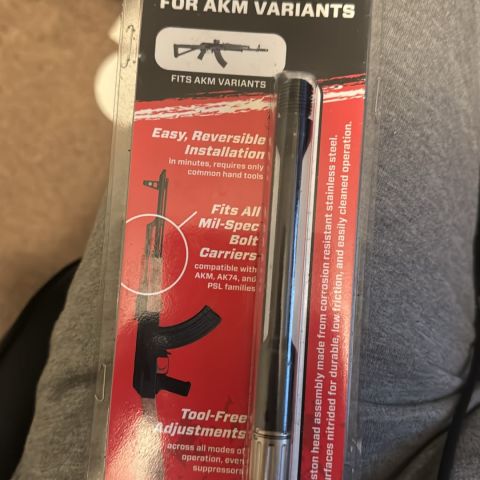 FOR AKM VARIANTS
FITS AKM VARIANTS
Easy, Reversible
Installation
In minutes, requires only
common hand tools
Fits All
Mil-Spec
Bolt
Carriers
compatible with
AKM, AK74, and
PSL families
Tool-Free
Adjustments
across all modes of
operation, even
suppressors
head assembly made from corrosion resistant stainless steel.
nitrided for durable, low friction, and easily cleaned operation.